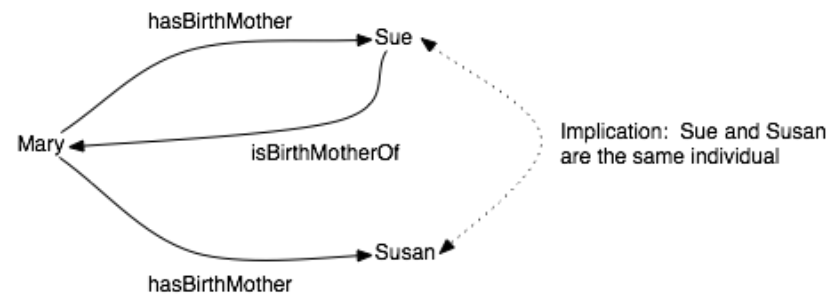 hasBirthMother
Sue
Mary
isBirthMotherOf
Implication: Sue and Susan
are the same individual
Susan
hasBirthMother